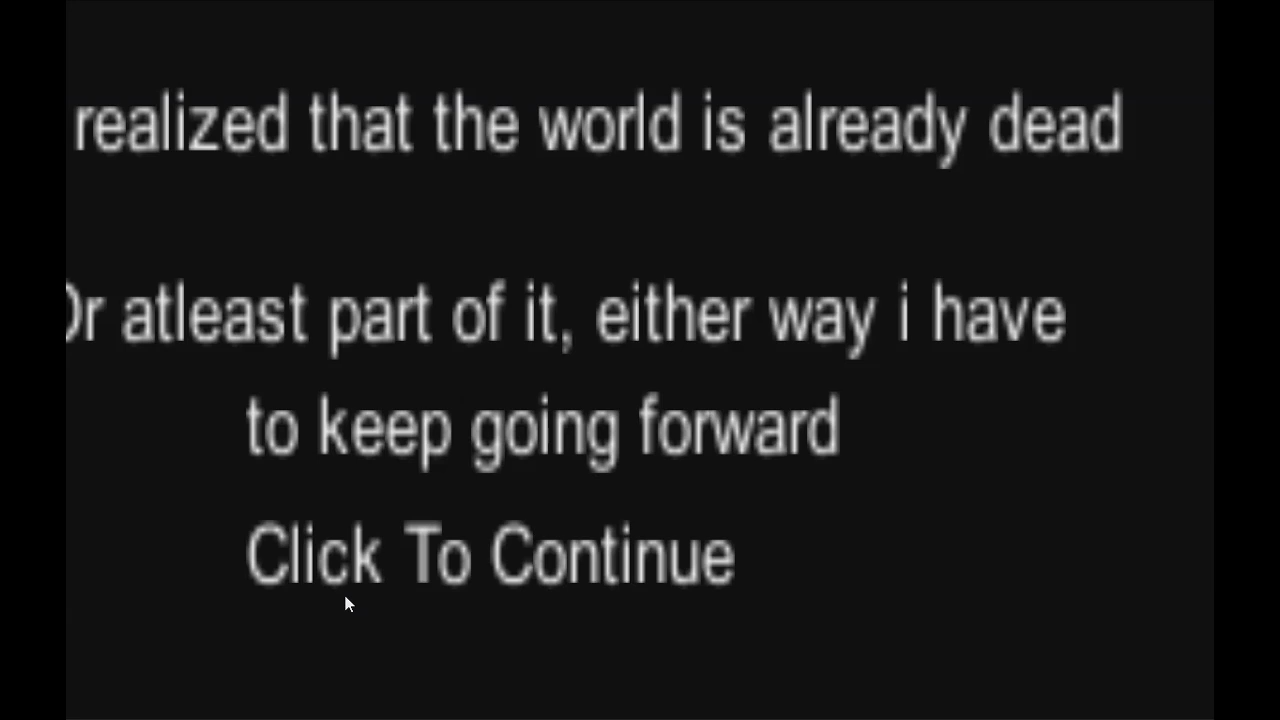 realized that the world is already dead
Or atleast part of it, either way i have
to keep going forward
Click To Continue